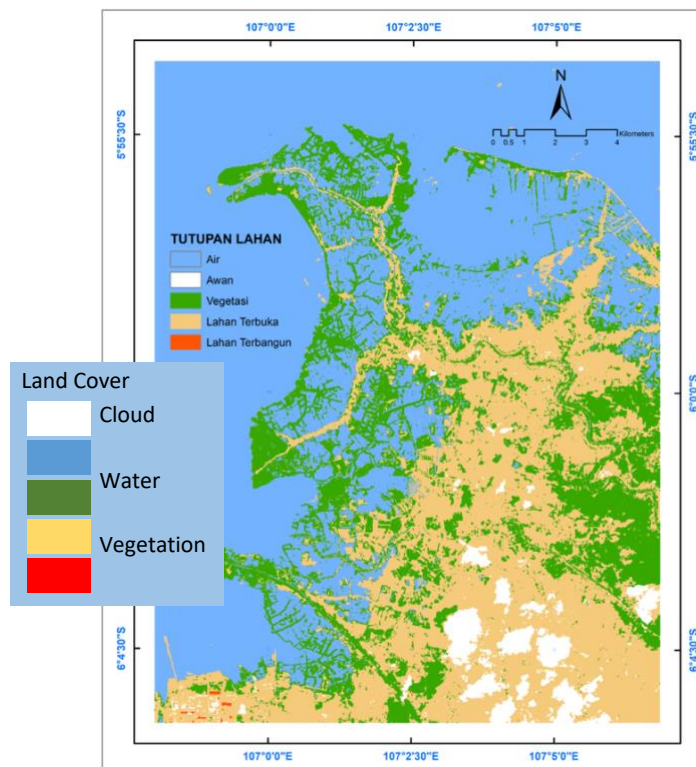 107°0'0"E 107°2'30"E 107°5'0"E
5°55'30"S
5°55'30"S
N
Kilometers
0 0.5 1 2 3 4
TUTUPAN LAHAN
Air
Awan
Vegetasi
Lahan Terbuka
Lahan Terbangun
Land Cover
Cloud
Water
Vegetation
6°0'0"S
6°4'30"S
6°4'30"S
107°0'0"E 107°2'30"E 107°5'0"E